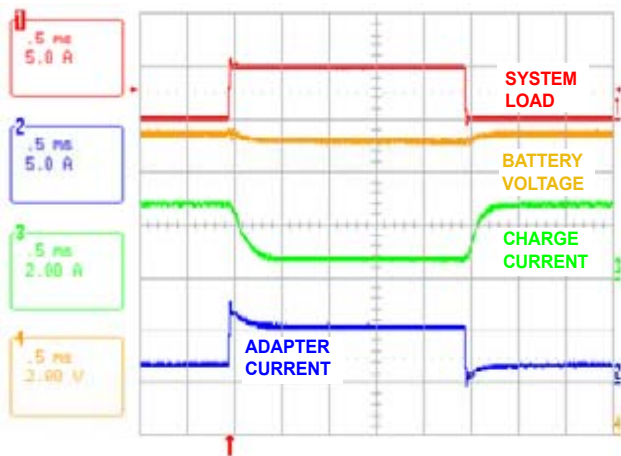 1
.5 ms
5.0 A
2
.5 ms
5.0 A
3
.5 ms
2.00 A
4
.5 ms
2.00 V
SYSTEM
LOAD
BATTERY
VOLTAGE
CHARGE
CURRENT
ADAPTER
CURRENT